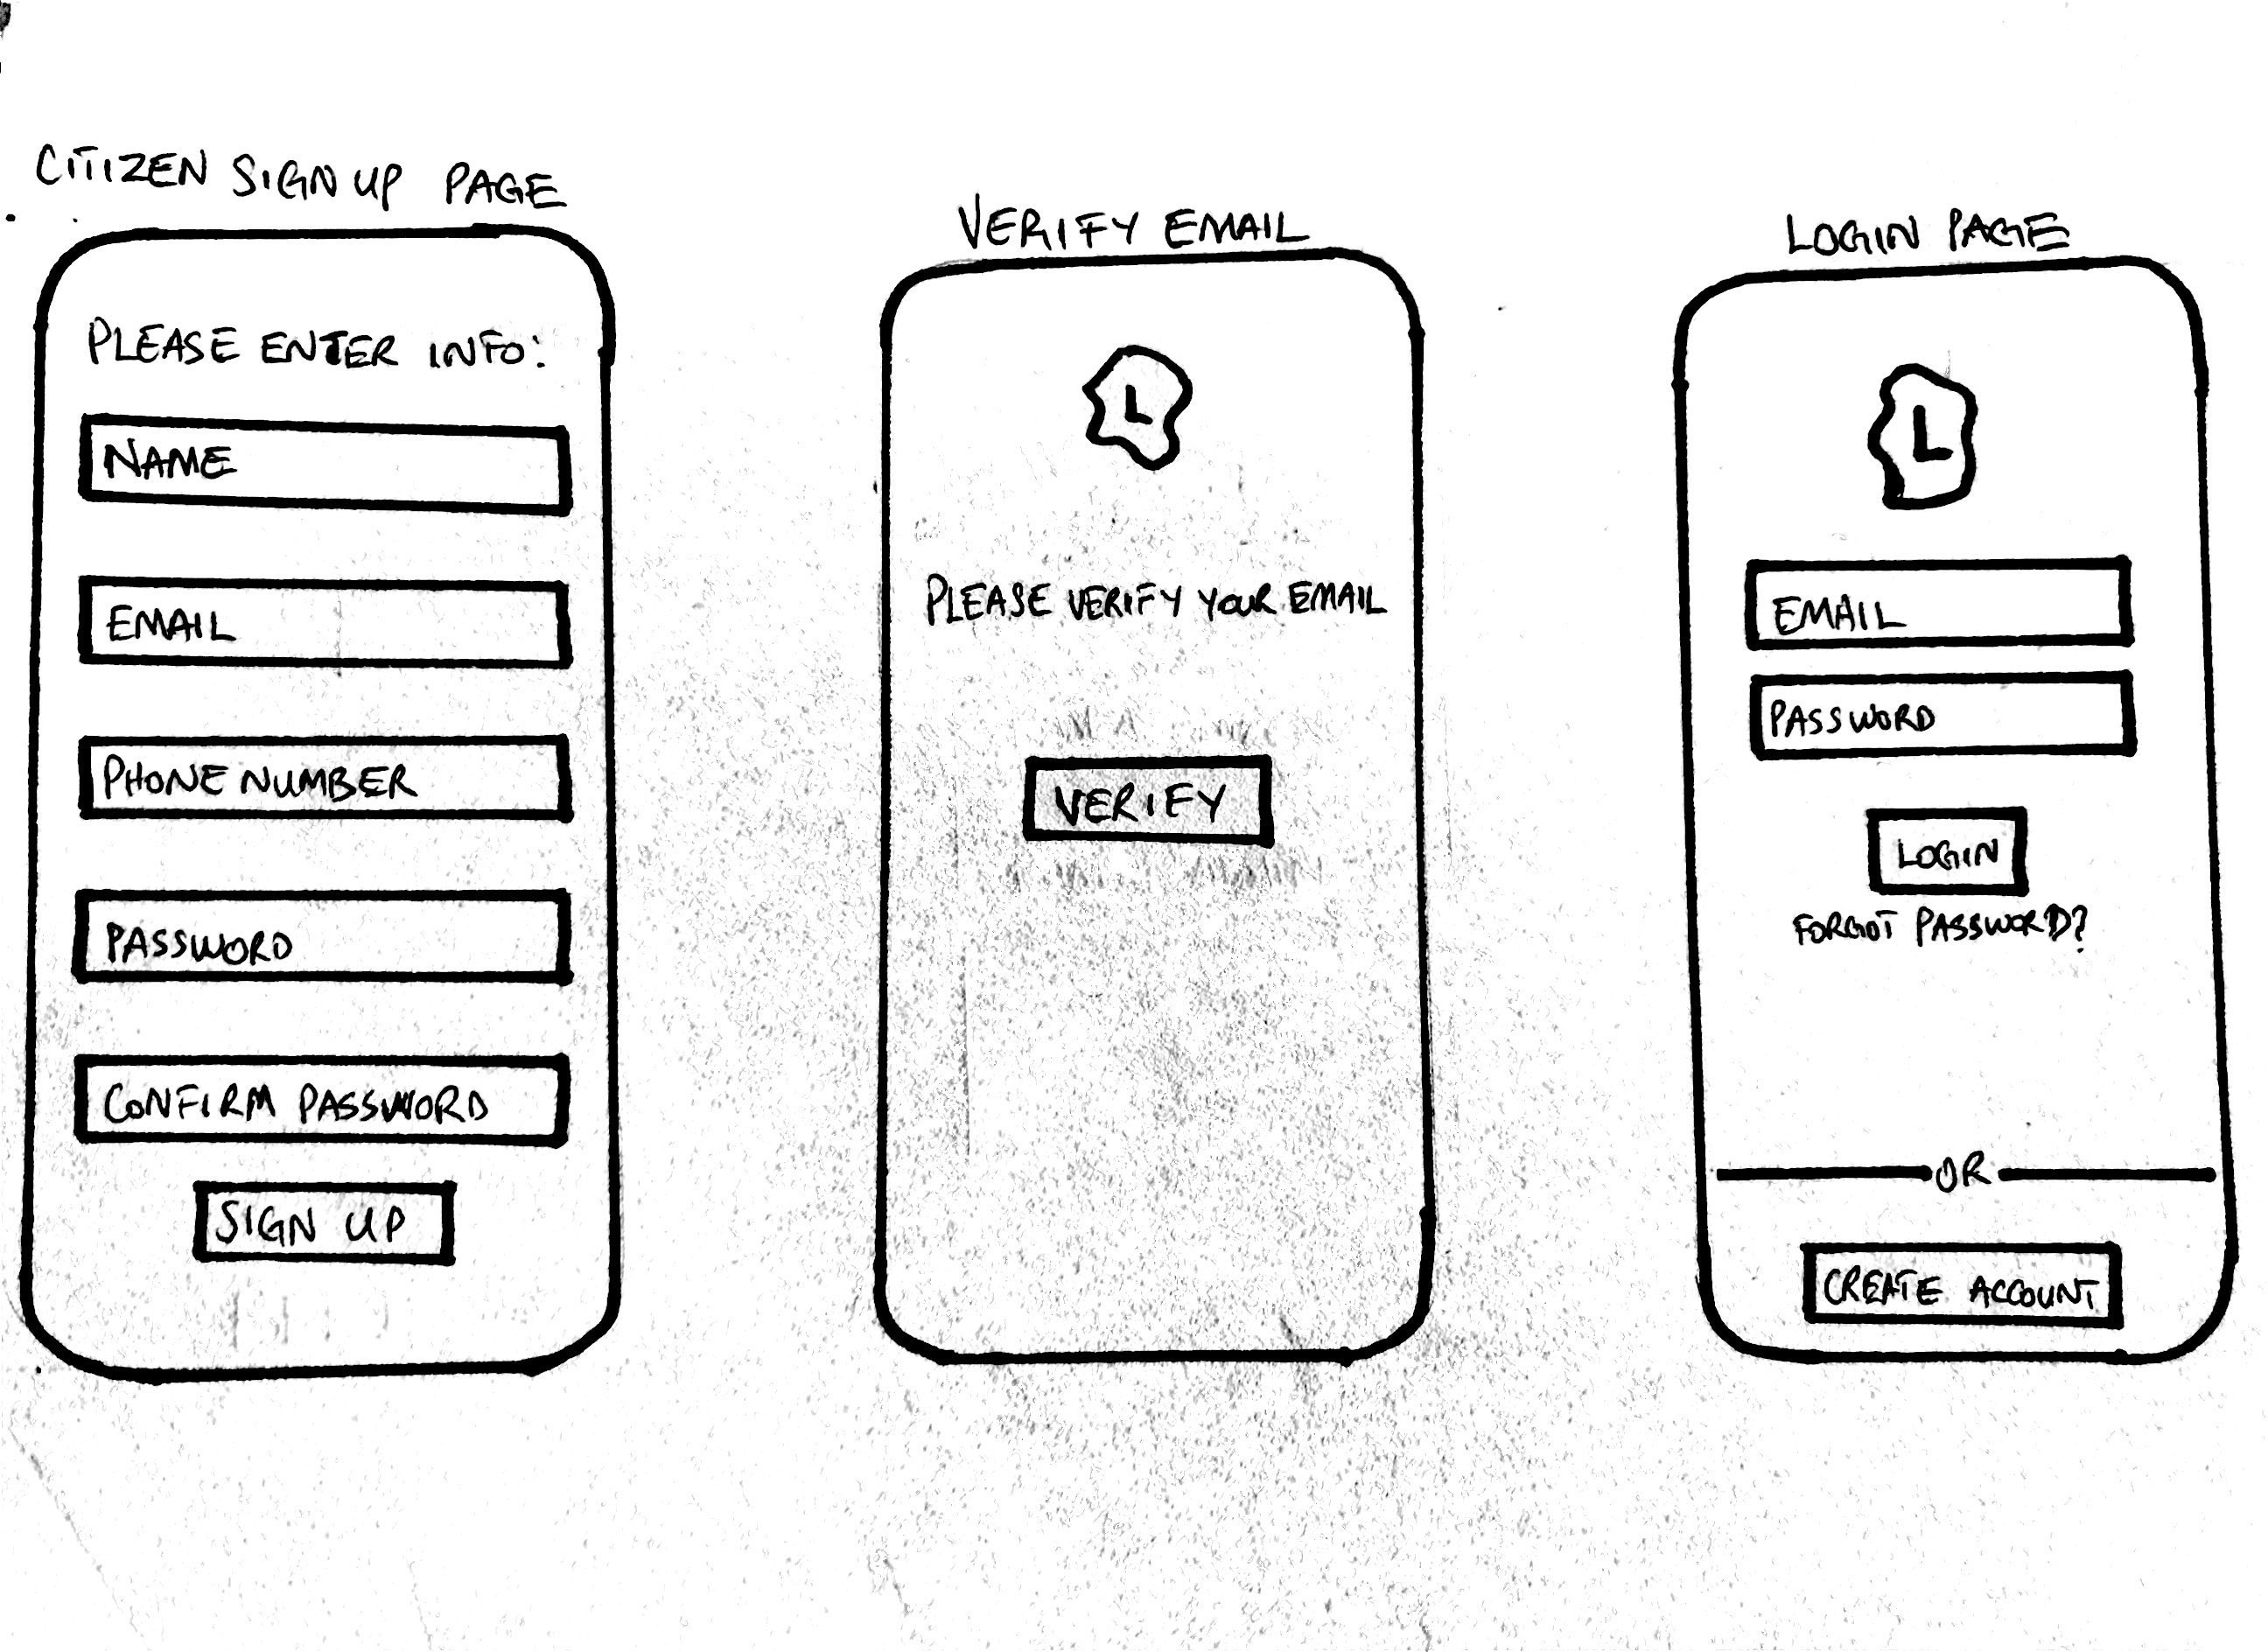 CITIZEN SIGN UP PAGE
PLEASE ENTER INFO:
NAME
EMAIL
PHONE NUMBER
PASSWORD
CONFIRM PASSWORD
SIGN UP
VERIFY EMAIL
L
PLEASE VERIFY YOUR EMAIL
VERIFY
LOGIN PAGE
L
EMAIL
PASSWORD
LOGIN
FORGOT PASSWORD?
OR
CREATE ACCOUNT